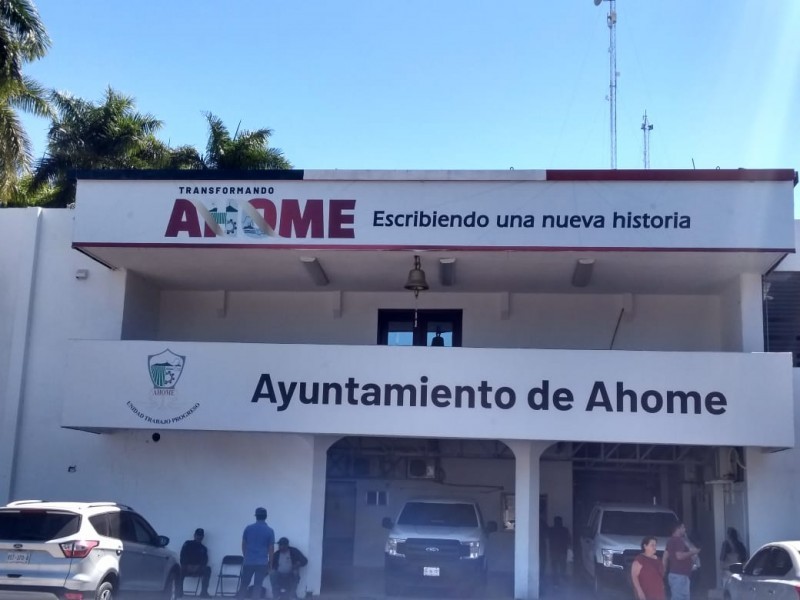 TRANSFORMANDO
AHOME
Escribiendo una nueva historia
Ayuntamiento de Ahome
AHOME
UNIDAD TRABAJO PROGRESO